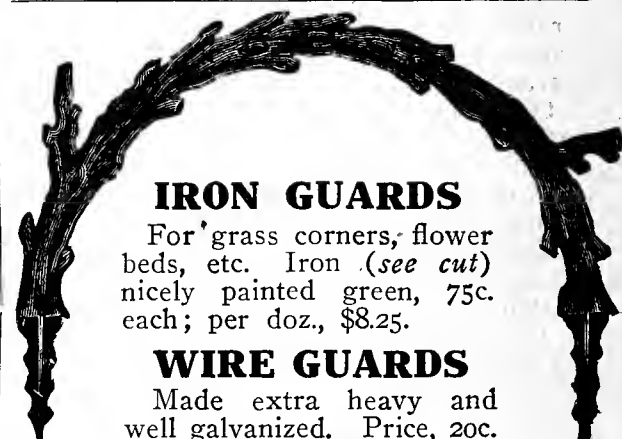 IRON GUARDS
For grass corners, flower
beds, etc. Iron (see cut)
nicely painted green, 75c.
each; per doz., $8.25.
WIRE GUARDS
Made extra heavy and
well galvanized. Price, 20c.